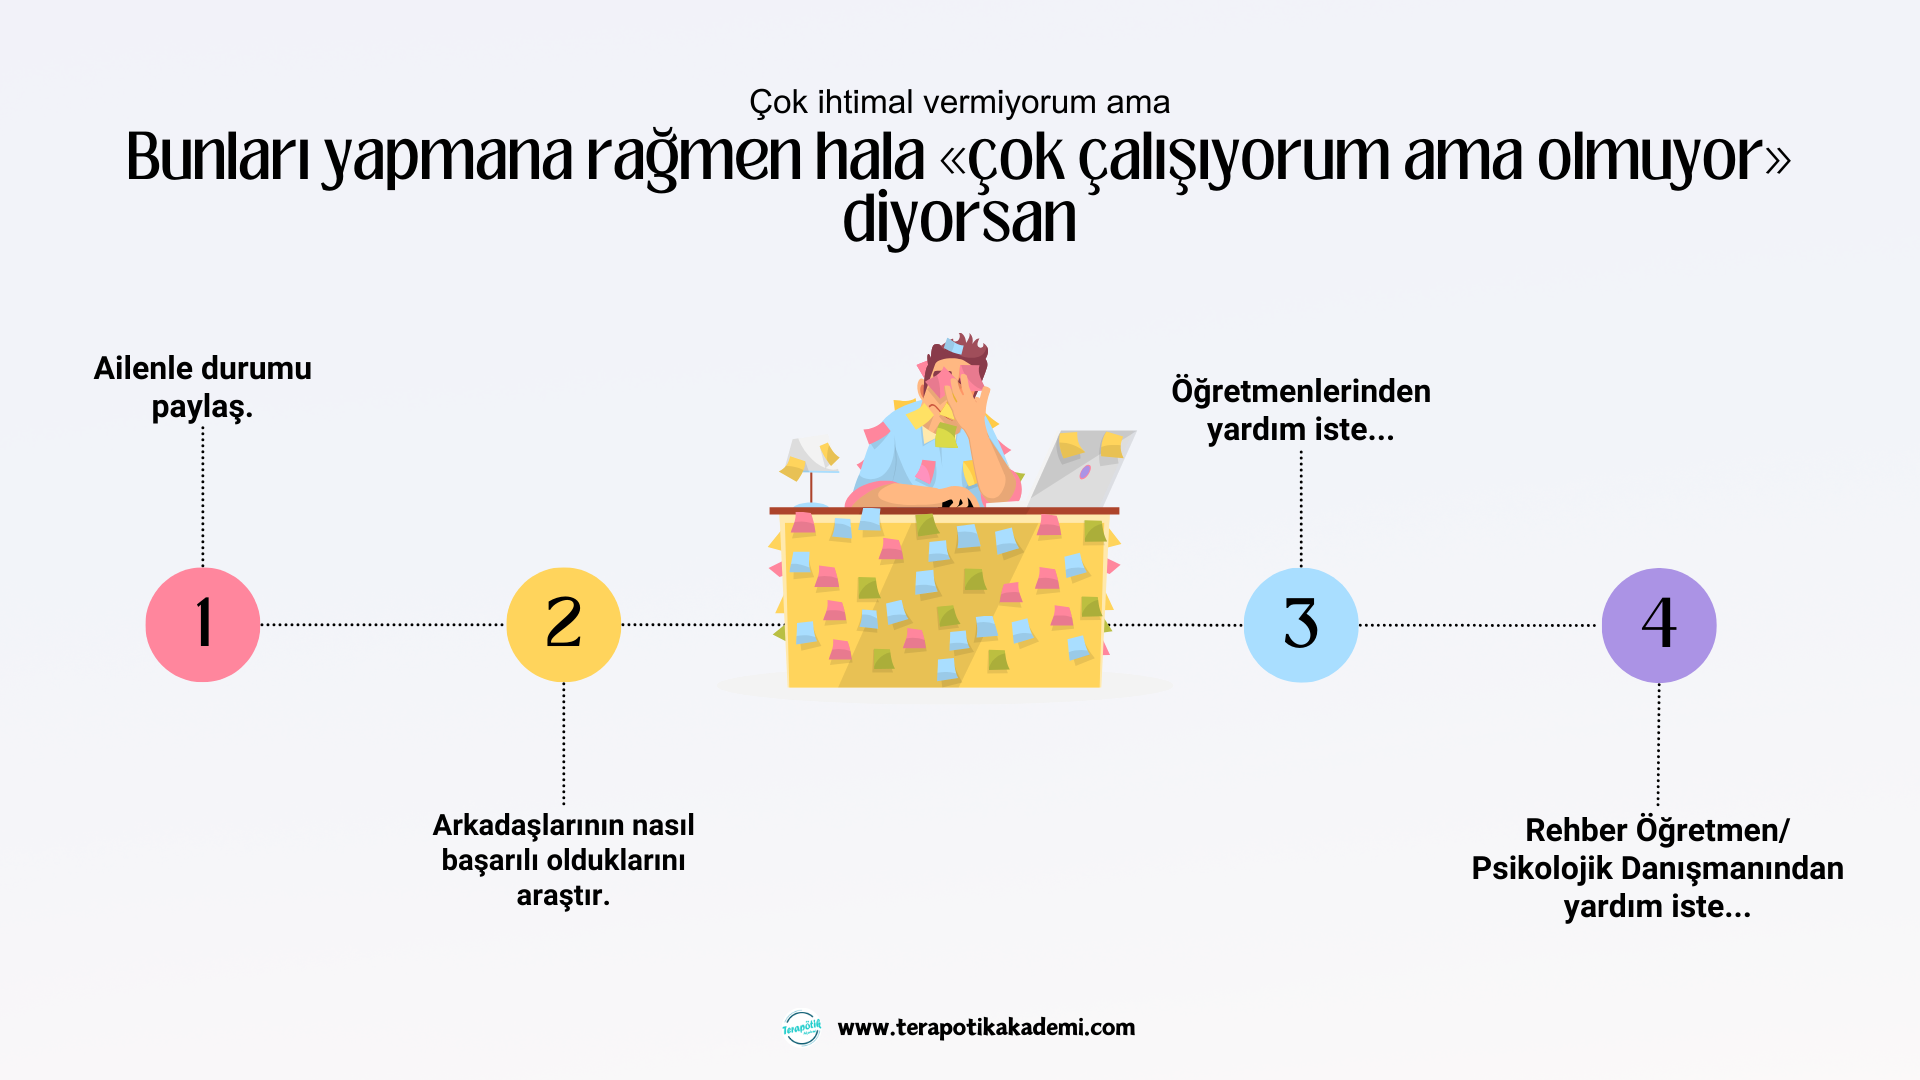 Çok ihtimal vermiyorum ama
Bunları yapmana rağmen hala «çok çalışıyorum ama olmuyor»
diyorsan
Ailenle durumu
paylaş.
1
2
Arkadaşlarının nasıl
başarılı olduklarını
araştır.
Öğretmenlerinden
yardım iste...
3
4
Rehber Öğretmen/
Psikolojik Danışmanından
yardım iste...
Terapötik
www.terapotikakademi.com